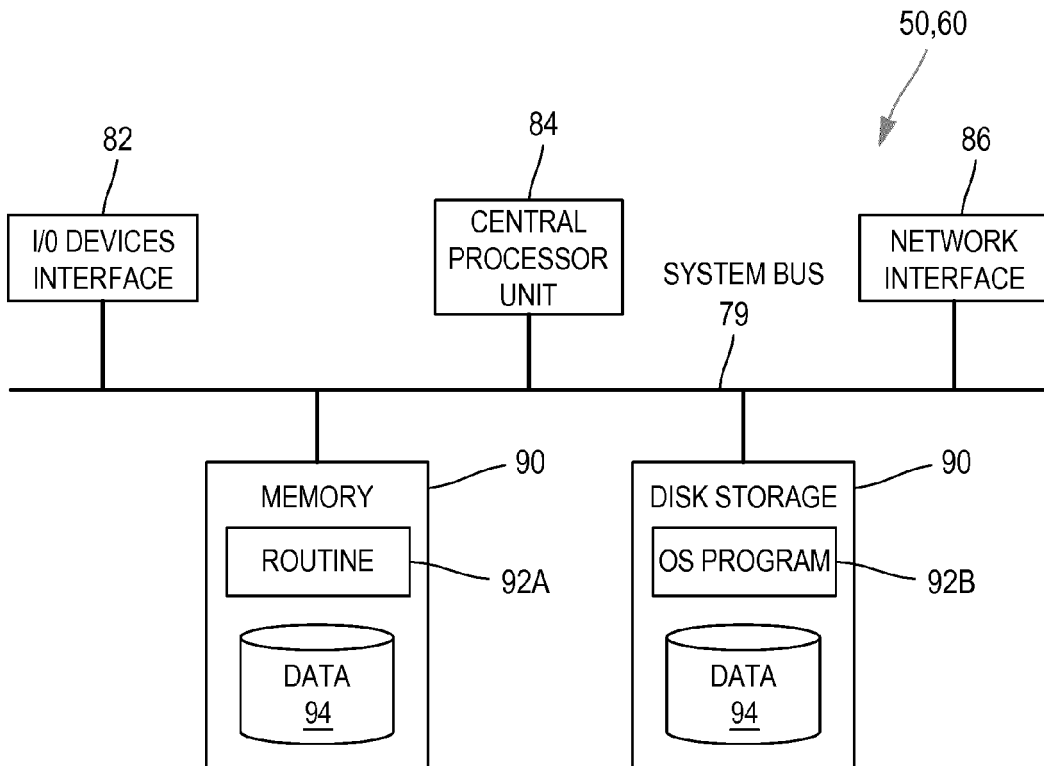 50,60
82
84
86
I/0 DEVICES
INTERFACE
CENTRAL
PROCESSOR
UNIT
NETWORK
INTERFACE
SYSTEM BUS
79
90
90
MEMORY
DISK STORAGE
ROUTINE
OS PROGRAM
92A
92B
DATA
94
DATA
94